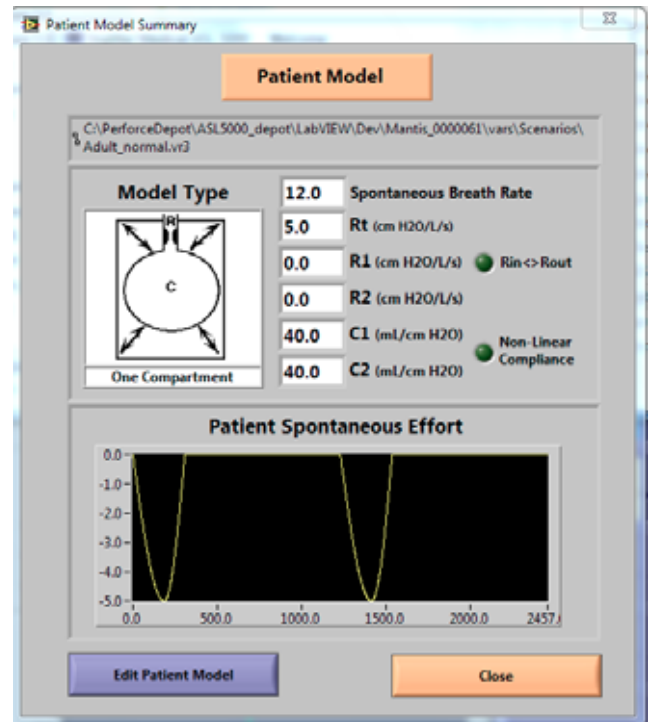 Patient Model Summary
Patient Model
C:\PerforceDepot\ASL5000_depot\LabVIEW\Dev\Mantis_0000061\vars\Scenarios\
Adult_normal.vr3
Model Type
R
C
One Compartment
12.0 Spontaneous Breath Rate
5.0 Rt (cm H2O/L/s)
0.0 R1 (cm H2O/L/s) Rin<>Rout
0.0 R2 (cm H2O/L/s)
40.0 C1 (mL/cm H2O)
40.0 C2 (mL/cm H2O)
Non-Linear
Compliance
Patient Spontaneous Effort
0.0
-1.0
-2.0
-3.0
-4.0
-5.0
0.0 500.0 1000.0 1500.0 2000.0 2457.
Edit Patient Model
Close